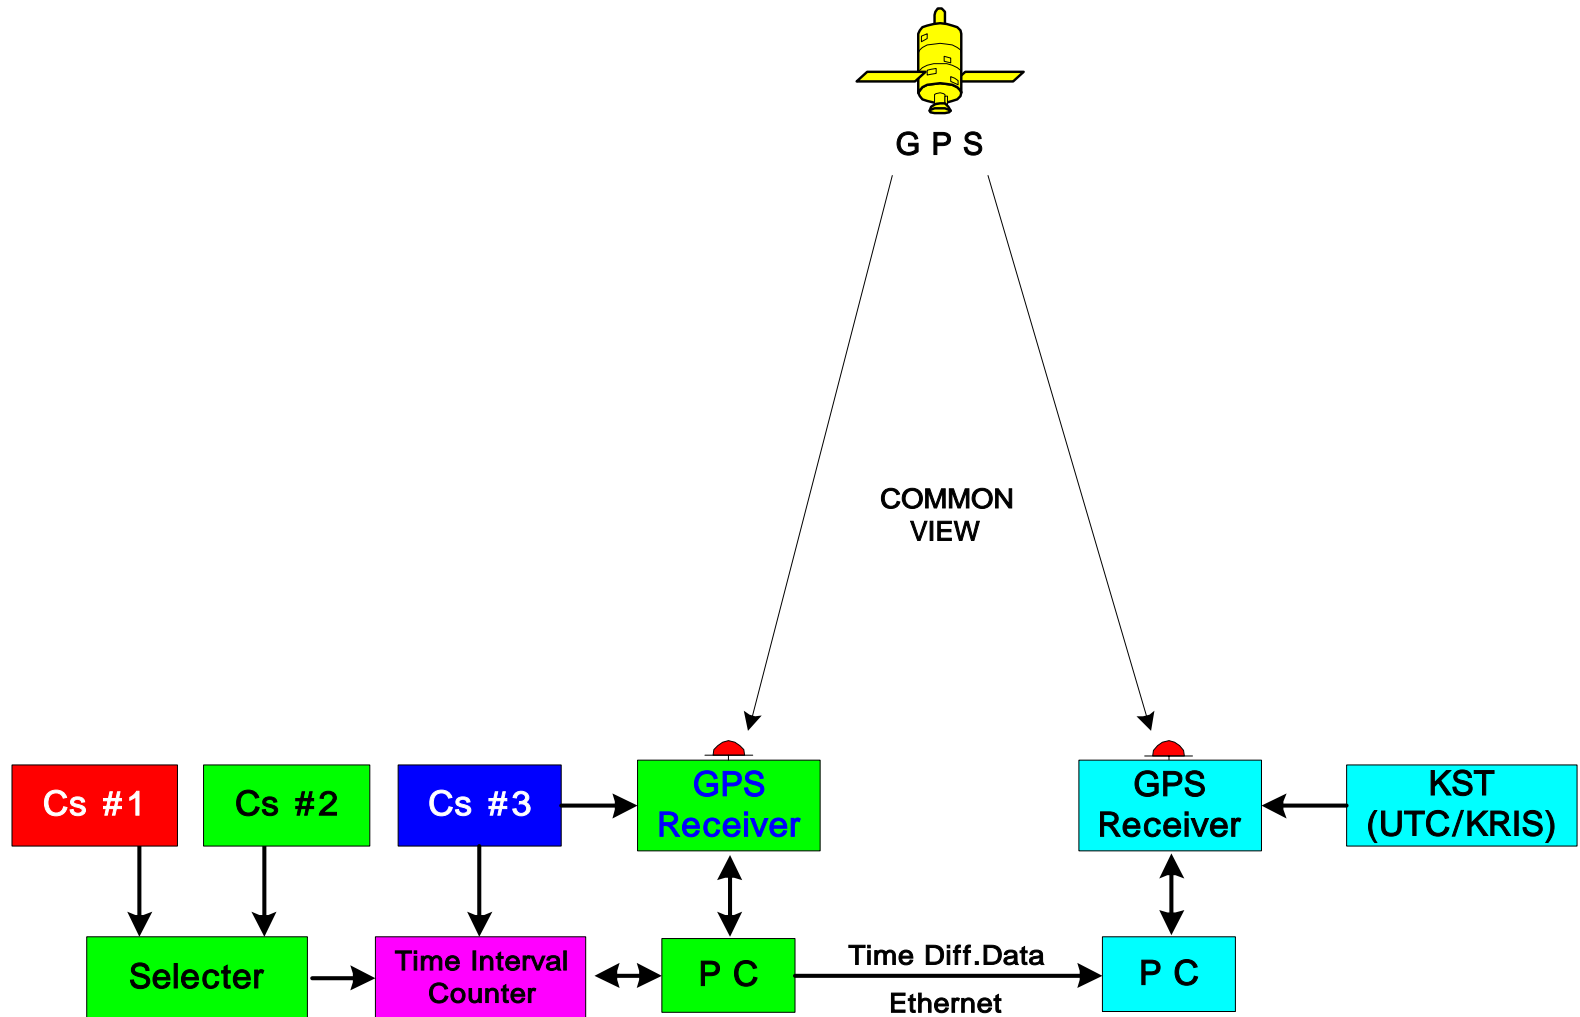 G P S
COMMON
VIEW
Cs #1
Cs #2
Cs #3
GPS
Receiver
GPS
Receiver
KST
(UTC/KRIS)
Selecter
Time Interval
Counter
P C
Time Diff.Data
Ethernet
P C